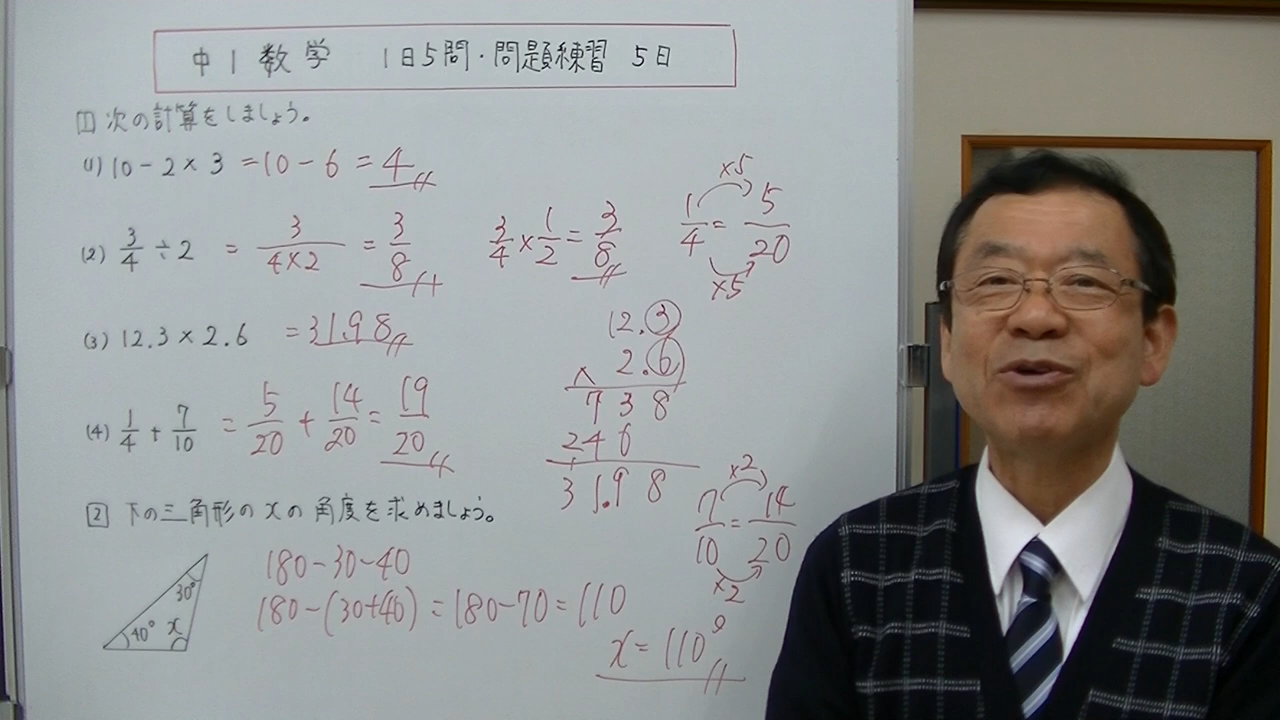 中1数学 1日5問・問題練習 5日
1 次の計算をしましょう。
(1) 10-2×3 =10-6 =4
(2) 3/4÷2 = 3/(4×2) = 3/8
3/4×1/2=3/8
×5
1/4=5/20
×5
(3) 12.3×2.6 =31.98
12.3
× 2.6
738
246
31.98
(4) 1/4+7/10 = 5/20 + 14/20 = 19/20
×2
7/10=14/20
×2
2 下の三角形のxの角度を求めましょう。
30°
40° x
180-30-40
180-(30+40)=180-70=110
x=110°